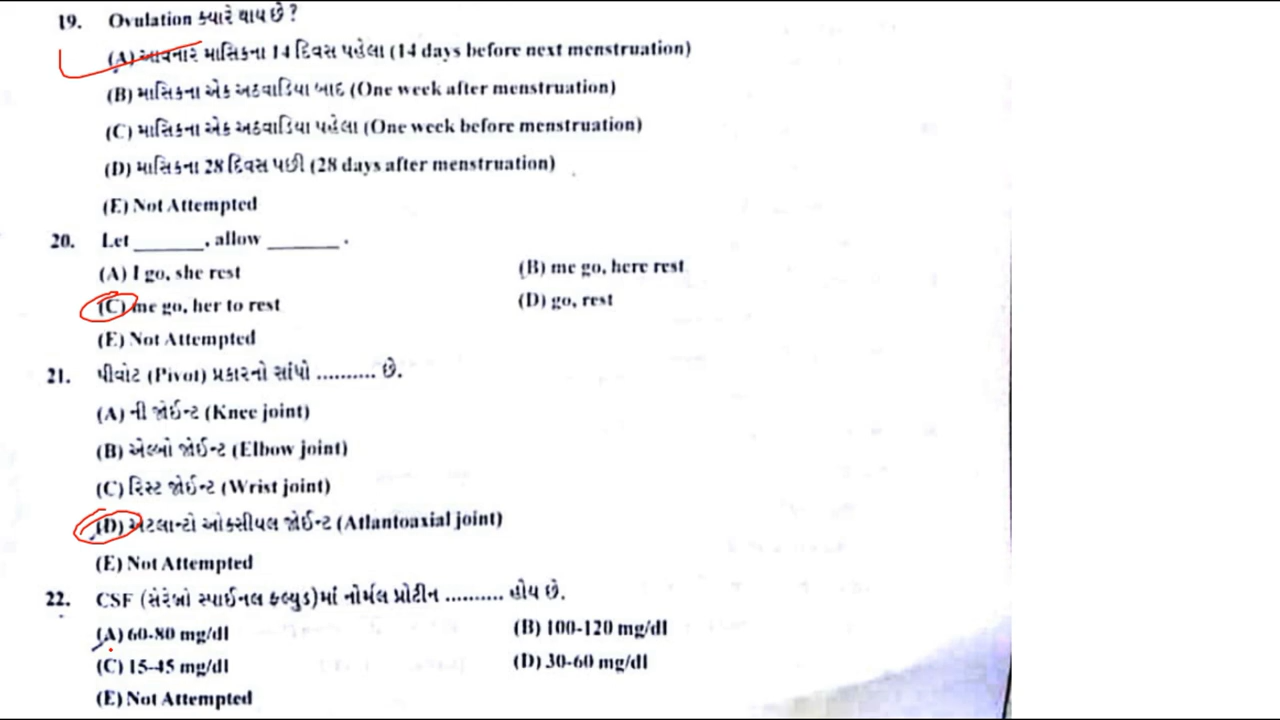 19. Ovulation ક્યારે થાય છે ?
(A) આવનાર માસિકના 14 દિવસ પહેલા (14 days before next menstruation)
(B) માસિકના એક અઠવાડિયા બાદ (One week after menstruation)
(C) માસિકના એક અઠવાડિયા પહેલા (One week before menstruation)
(D) માસિકના 28 દિવસ પછી (28 days after menstruation)
(E) Not Attempted
20. Let ______, allow ______ .
(A) I go, she rest (B) me go, here rest
(C) me go, her to rest (D) go, rest
(E) Not Attempted
21. પીવોટ (Pivot) પ્રકારનો સાંધો .......... છે.
(A) ની જોઈન્ટ (Knee joint)
(B) એલ્બો જોઈન્ટ (Elbow joint)
(C) રિસ્ટ જોઈન્ટ (Wrist joint)
(D) એટલાન્ટો ઓક્સીયલ જોઈન્ટ (Atlantoaxial joint)
(E) Not Attempted
22. CSF (સેરેબ્રો સ્પાઈનલ ફ્લ્યુડ)માં નોર્મલ પ્રોટીન .......... હોય છે.
(A) 60-80 mg/dl (B) 100-120 mg/dl
(C) 15-45 mg/dl (D) 30-60 mg/dl
(E) Not Attempted